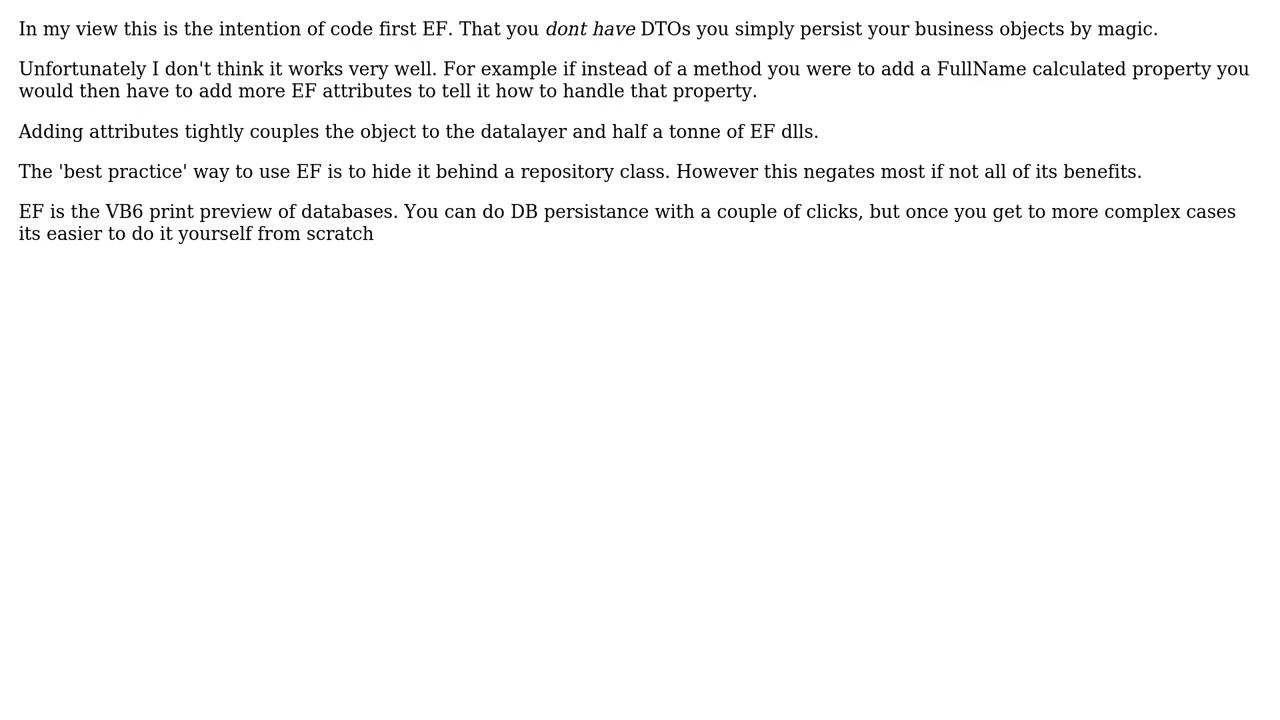 In my view this is the intention of code first EF. That you dont have DTOs you simply persist your business objects by magic.
Unfortunately I don't think it works very well. For example if instead of a method you were to add a FullName calculated property you
would then have to add more EF attributes to tell it how to handle that property.
Adding attributes tightly couples the object to the datalayer and half a tonne of EF dlls.
The 'best practice' way to use EF is to hide it behind a repository class. However this negates most if not all of its benefits.
EF is the VB6 print preview of databases. You can do DB persistance with a couple of clicks, but once you get to more complex cases
its easier to do it yourself from scratch